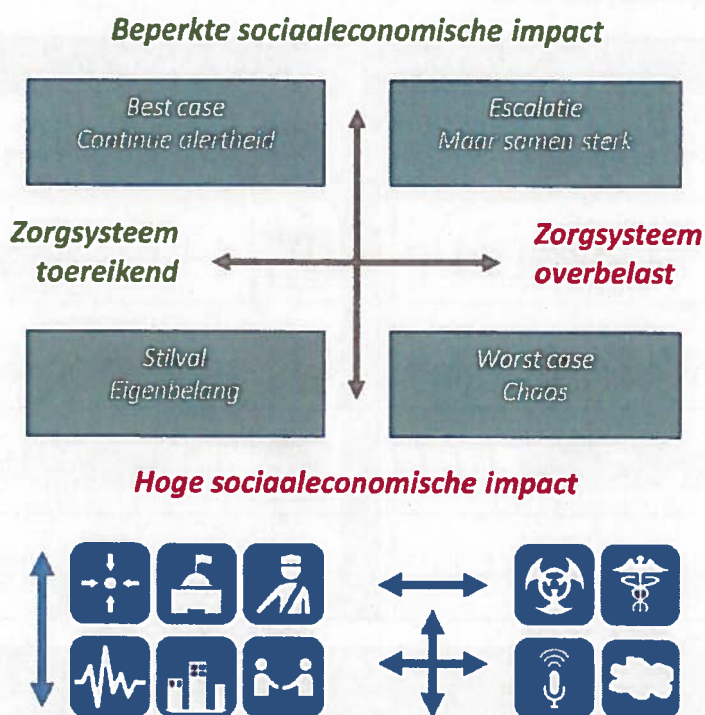 Beperkte sociaaleconomische impact
Best case
Continue alertheid
Escalatie
Maar samen sterk
Zorgsysteem
toereikend
Zorgsysteem
overbelast
Stilval
Eigenbelang
Worst case
Chaos
Hoge sociaaleconomische impact